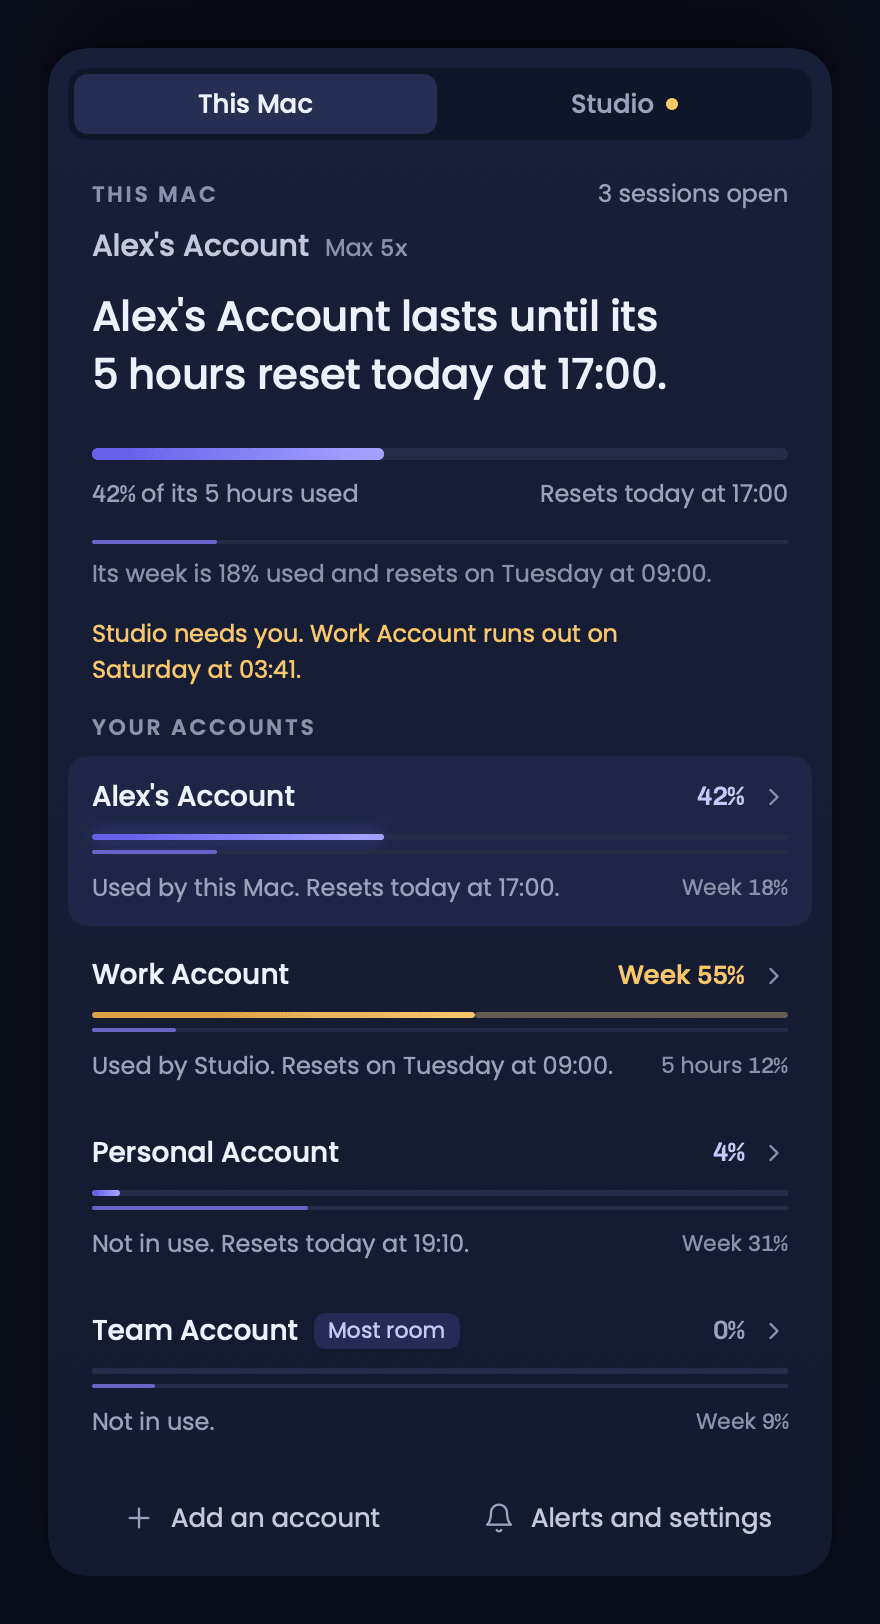 This Mac
Studio
THIS MAC
3 sessions open
Alex's Account Max 5x
Alex's Account lasts until its
5 hours reset today at 17:00.
42% of its 5 hours used
Resets today at 17:00
Its week is 18% used and resets on Tuesday at 09:00.
Studio needs you. Work Account runs out on
Saturday at 03:41.
YOUR ACCOUNTS
Alex's Account
42%
Used by this Mac. Resets today at 17:00.
Week 18%
Work Account
Week 55%
Used by Studio. Resets on Tuesday at 09:00.
5 hours 12%
Personal Account
4%
Not in use. Resets today at 19:10.
Week 31%
Team Account
Most room
0%
Not in use.
Week 9%
Add an account
Alerts and settings